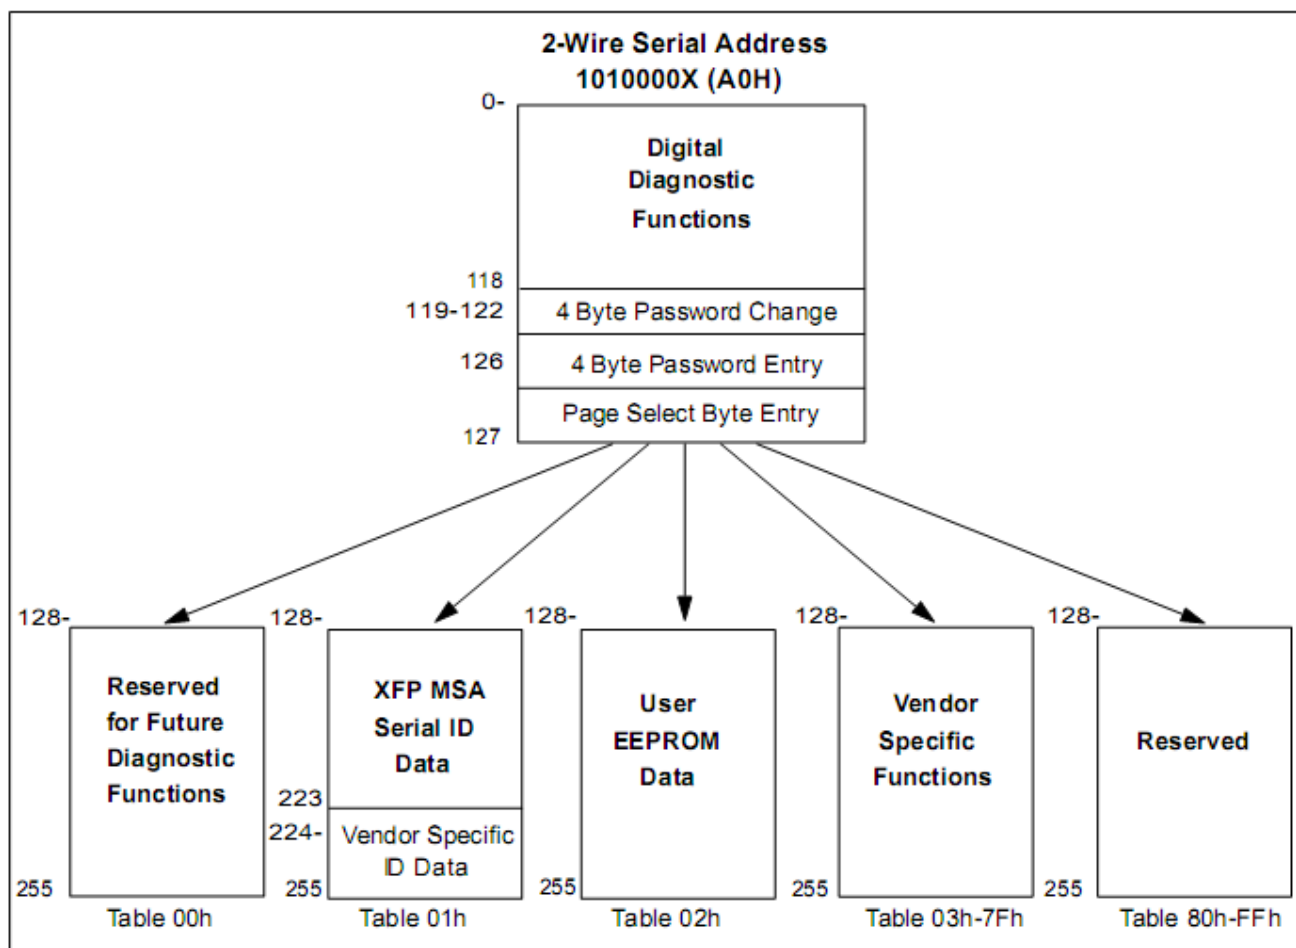 2-Wire Serial Address
1010000X (A0H)
0-
Digital
Diagnostic
Functions
118
119-122
4 Byte Password Change
126
4 Byte Password Entry
Page Select Byte Entry
127
128-
Reserved
for Future
Diagnostic
Functions
255
Table 00h
128-
XFP MSA
Serial ID
Data
223
224-
Vendor Specific
ID Data
255
Table 01h
128-
User
EEPROM
Data
255
Table 02h
128-
Vendor
Specific
Functions
255
Table 03h-7Fh
128-
Reserved
255
Table 80h-FFh